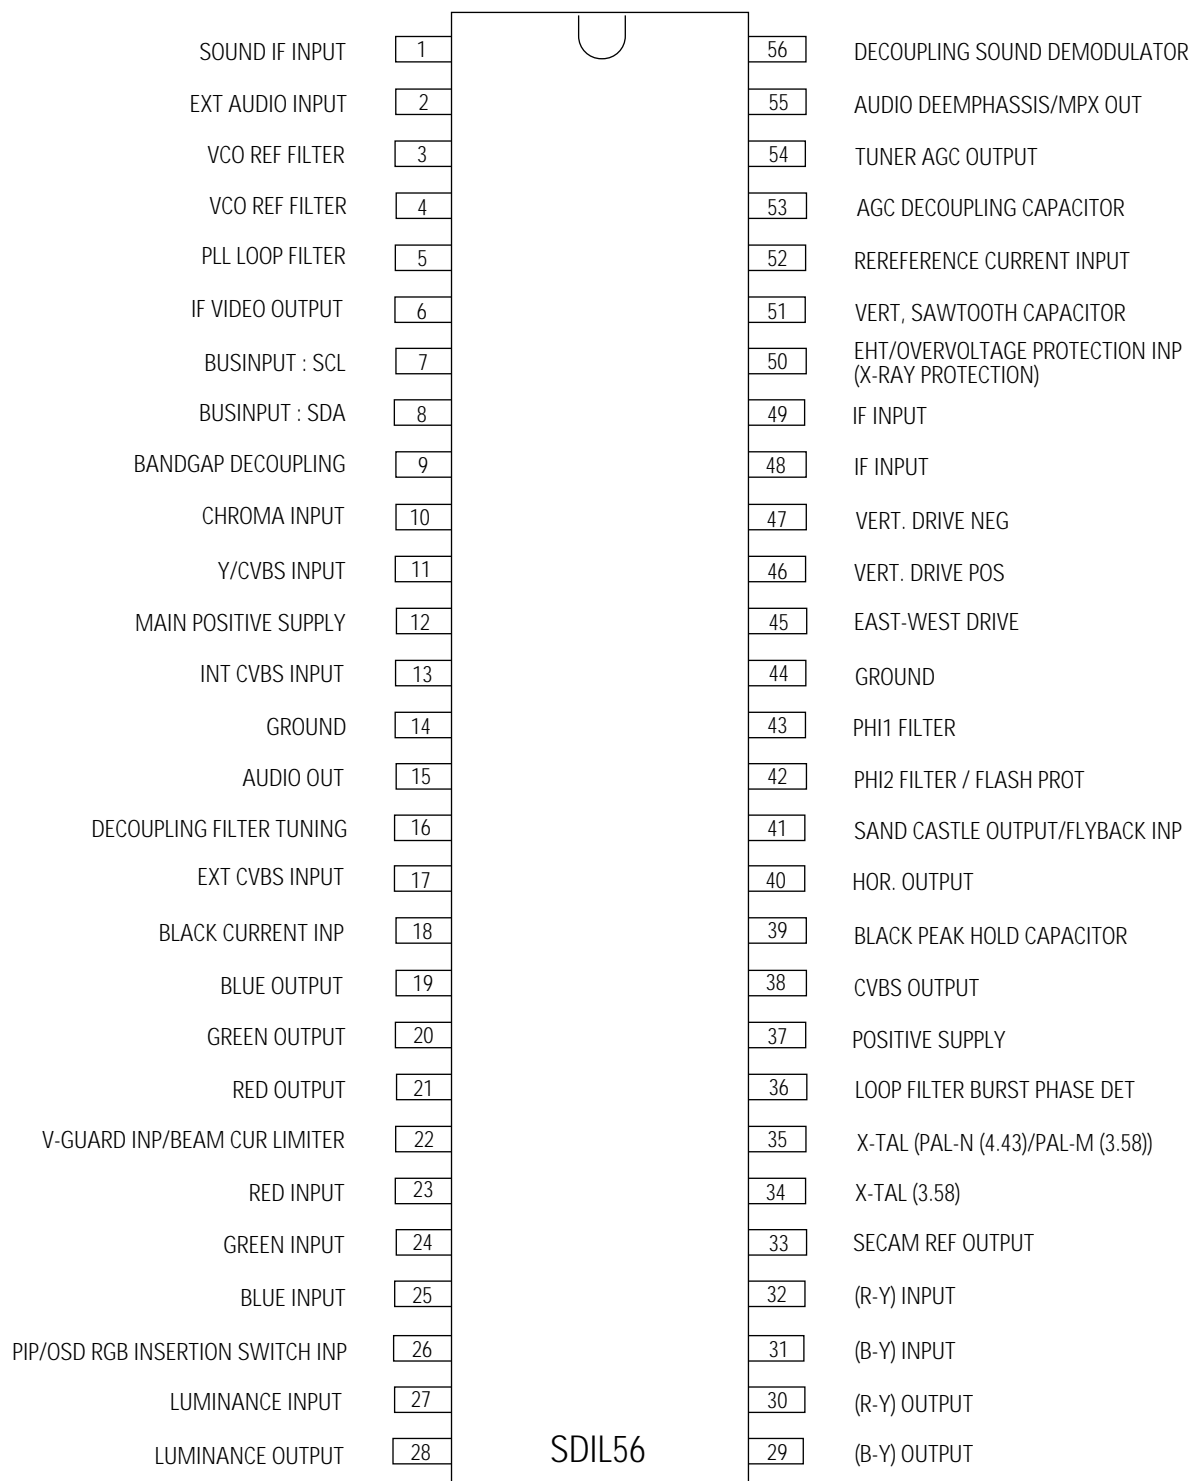 SOUND IF INPUT 1 56 DECOUPLING SOUND DEMODULATOR
EXT AUDIO INPUT 2 55 AUDIO DEEMPHASSIS/MPX OUT
VCO REF FILTER 3 54 TUNER AGC OUTPUT
VCO REF FILTER 4 53 AGC DECOUPLING CAPACITOR
PLL LOOP FILTER 5 52 REREFERENCE CURRENT INPUT
IF VIDEO OUTPUT 6 51 VERT, SAWTOOTH CAPACITOR
BUSINPUT : SCL 7 50 EHT/OVERVOLTAGE PROTECTION INP
(X-RAY PROTECTION)
BUSINPUT : SDA 8 49 IF INPUT
BANDGAP DECOUPLING 9 48 IF INPUT
CHROMA INPUT 10 47 VERT. DRIVE NEG
Y/CVBS INPUT 11 46 VERT. DRIVE POS
MAIN POSITIVE SUPPLY 12 45 EAST-WEST DRIVE
INT CVBS INPUT 13 44 GROUND
GROUND 14 43 PHI1 FILTER
AUDIO OUT 15 42 PHI2 FILTER / FLASH PROT
DECOUPLING FILTER TUNING 16 41 SAND CASTLE OUTPUT/FLYBACK INP
EXT CVBS INPUT 17 40 HOR. OUTPUT
BLACK CURRENT INP 18 39 BLACK PEAK HOLD CAPACITOR
BLUE OUTPUT 19 38 CVBS OUTPUT
GREEN OUTPUT 20 37 POSITIVE SUPPLY
RED OUTPUT 21 36 LOOP FILTER BURST PHASE DET
V-GUARD INP/BEAM CUR LIMITER 22 35 X-TAL (PAL-N (4.43)/PAL-M (3.58))
RED INPUT 23 34 X-TAL (3.58)
GREEN INPUT 24 33 SECAM REF OUTPUT
BLUE INPUT 25 32 (R-Y) INPUT
PIP/OSD RGB INSERTION SWITCH INP 26 31 (B-Y) INPUT
LUMINANCE INPUT 27 30 (R-Y) OUTPUT
LUMINANCE OUTPUT 28 SDIL56 29 (B-Y) OUTPUT